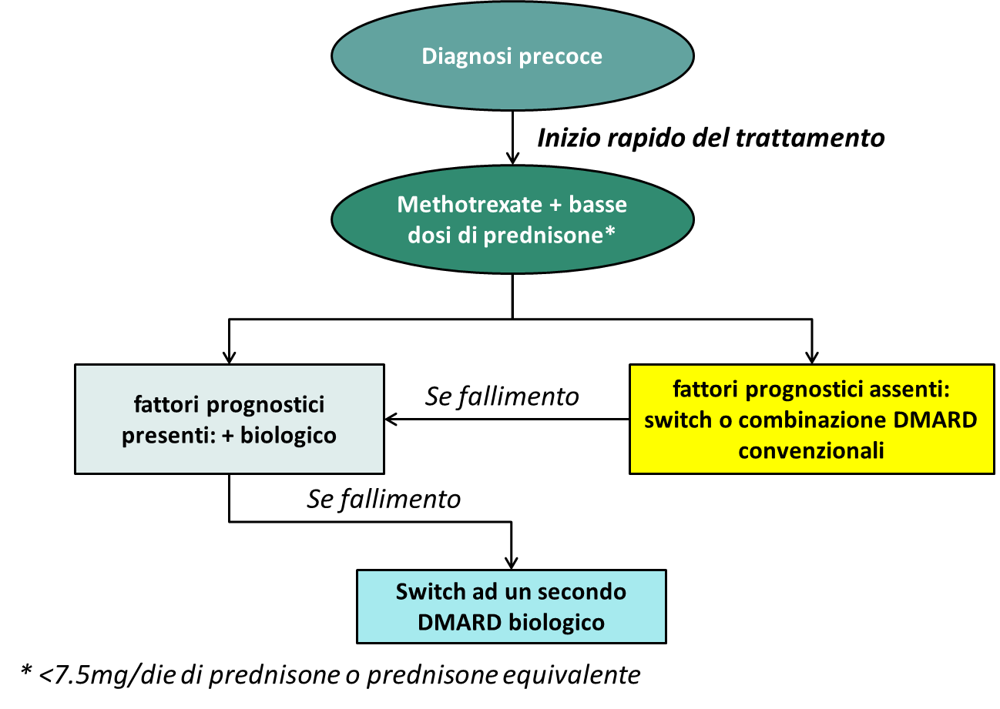 Diagnosi precoce
Inizio rapido del trattamento
Methotrexate + basse
dosi di prednisone*
fattori prognostici
presenti: + biologico
Se fallimento
fattori prognostici assenti:
switch o combinazione DMARD
convenzionali
Se fallimento
Switch ad un secondo
DMARD biologico
* <7.5mg/die di prednisone o prednisone equivalente